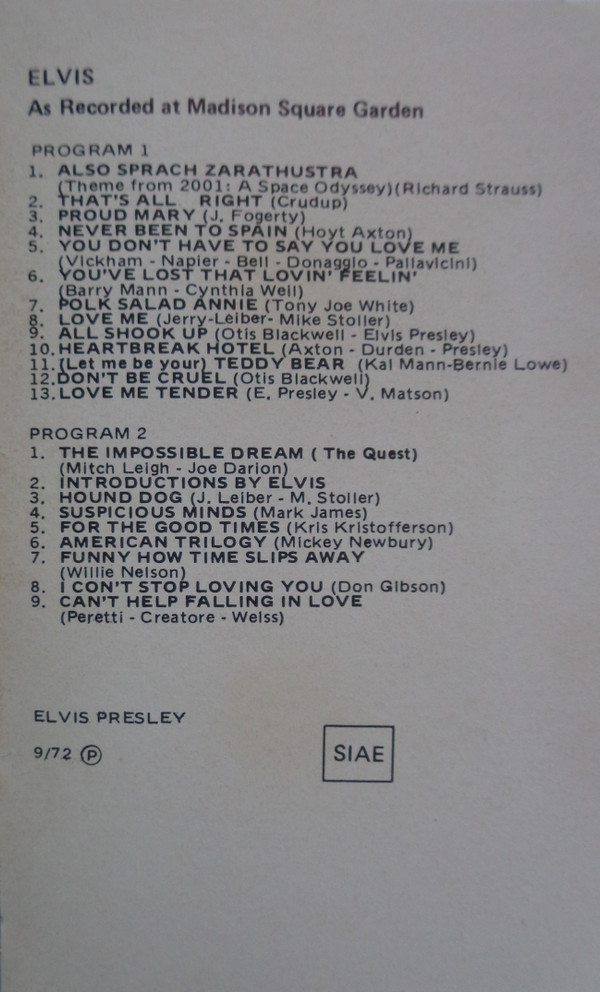 ELVIS
As Recorded at Madison Square Garden
PROGRAM 1
1. ALSO SPRACH ZARATHUSTRA
(Theme from 2001: A Space Odyssey)(Richard Strauss)
2. THAT'S ALL RIGHT (Crudup)
3. PROUD MARY (J. Fogerty)
4. NEVER BEEN TO SPAIN (Hoyt Axton)
5. YOU DON'T HAVE TO SAY YOU LOVE ME
(Vickham - Napier - Bell - Donaggio - Pallavicini)
6. YOU'VE LOST THAT LOVIN' FEELIN'
(Barry Mann - Cynthia Weil)
7. POLK SALAD ANNIE (Tony Joe White)
8. LOVE ME (Jerry-Leiber- Mike Stoller)
9. ALL SHOOK UP (Otis Blackwell - Elvis Presley)
10. HEARTBREAK HOTEL (Axton - Durden - Presley)
11. (Let me be your) TEDDY BEAR (Kal Mann-Bernie Lowe)
12. DON'T BE CRUEL (Otis Blackwell)
13. LOVE ME TENDER (E. Presley - V. Matson)
PROGRAM 2
1. THE IMPOSSIBLE DREAM ( The Quest)
(Mitch Leigh - Joe Darion)
2. INTRODUCTIONS BY ELVIS
3. HOUND DOG (J. Leiber - M. Stoller)
4. SUSPICIOUS MINDS (Mark James)
5. FOR THE GOOD TIMES (Kris Kristofferson)
6. AMERICAN TRILOGY (Mickey Newbury)
7. FUNNY HOW TIME SLIPS AWAY
(Willie Nelson)
8. I CON'T STOP LOVING YOU (Don Gibson)
9. CAN'T HELP FALLING IN LOVE
(Peretti - Creatore - Weiss)
ELVIS PRESLEY
9/72 Ⓟ
SIAE